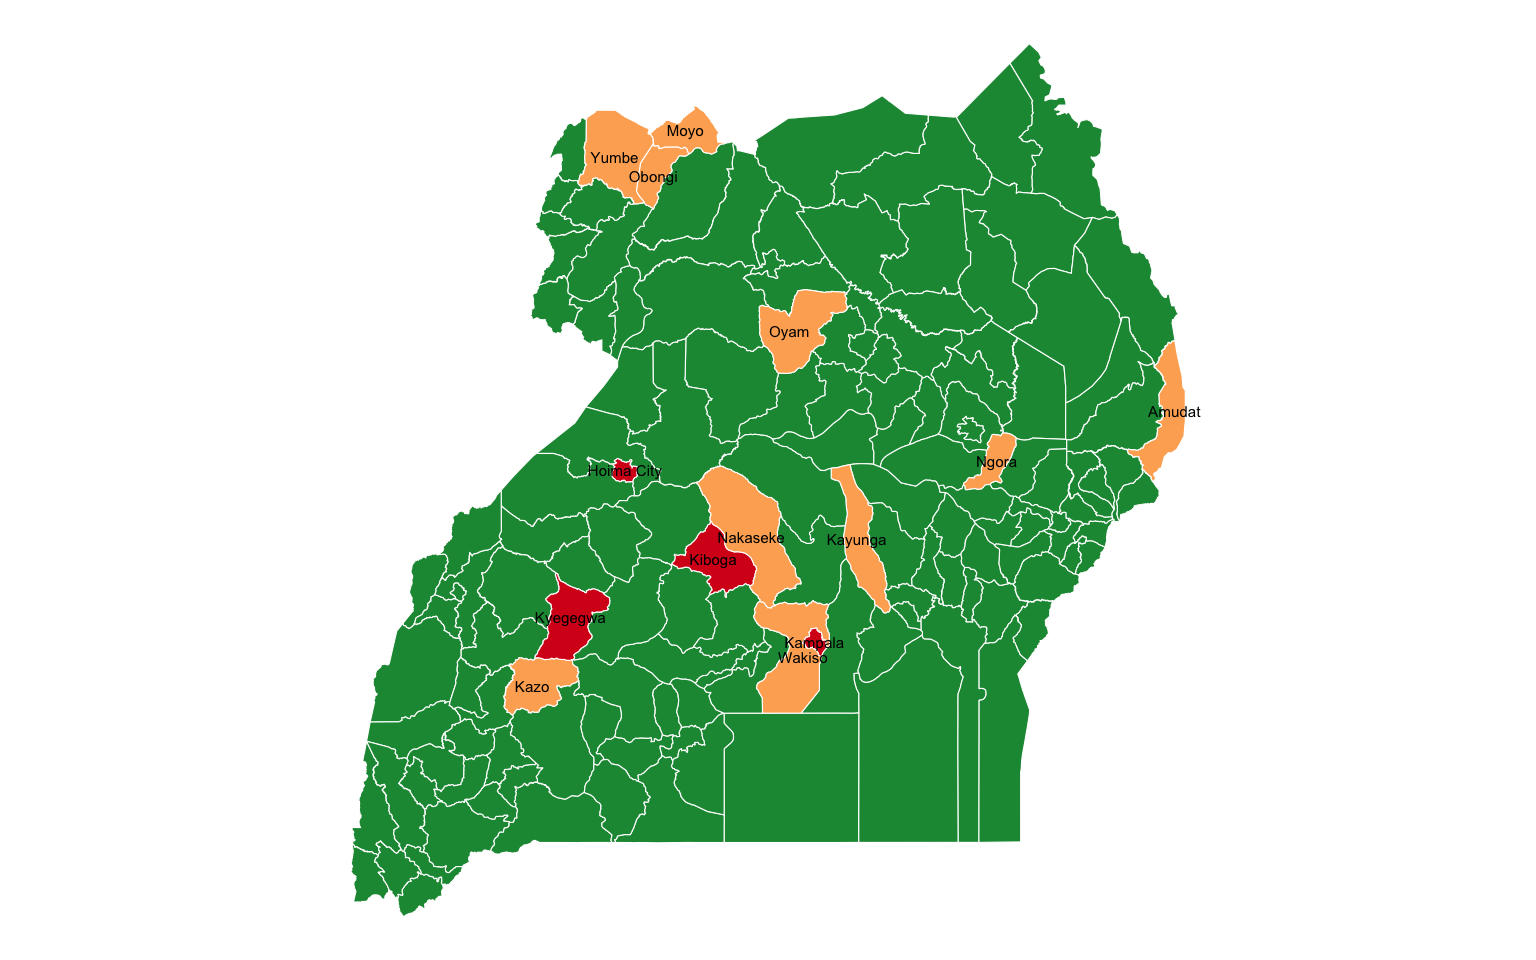 Moyo
Yumbe
Obongi
Oyam
Amudat
Ngora
Hoima City
Nakaseke
Kayunga
Kiboga
Kyegegwa
Kampala
Wakiso
Kazo